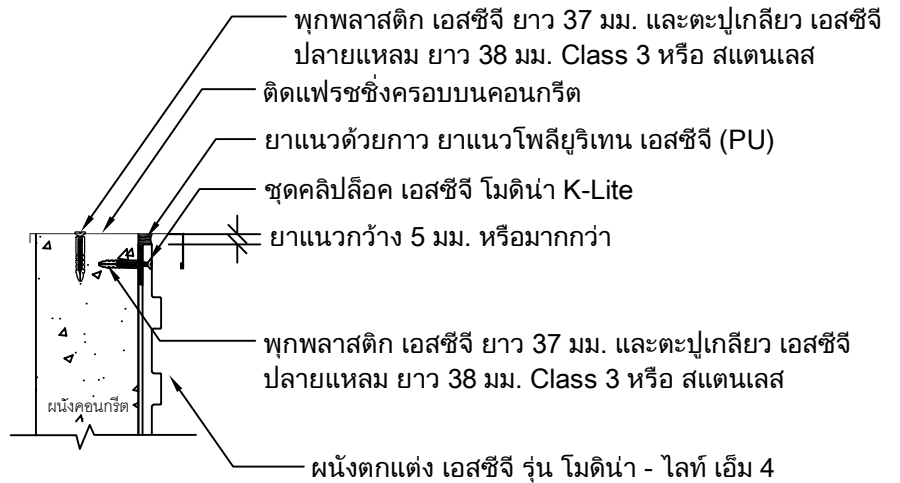 พุกพลาสติก เอสซีจี ยาว 37 มม. และตะปูเกลียว เอสซีจี
ปลายแหลม ยาว 38 มม. Class 3 หรือ สแตนเลส
ติดแฟรชชิ่งครอบบนคอนกรีต
ยาแนวด้วยกาว ยาแนวโพลียูริเทน เอสซีจี (PU)
ชุดคลิปล็อค เอสซีจี โมดิน่า K-Lite
ยาแนวกว้าง 5 มม. หรือมากกว่า
พุกพลาสติก เอสซีจี ยาว 37 มม. และตะปูเกลียว เอสซีจี
ปลายแหลม ยาว 38 มม. Class 3 หรือ สแตนเลส
ผนังคอนกรีต
ผนังตกแต่ง เอสซีจี รุ่น โมดิน่า - ไลท์ เอ็ม 4